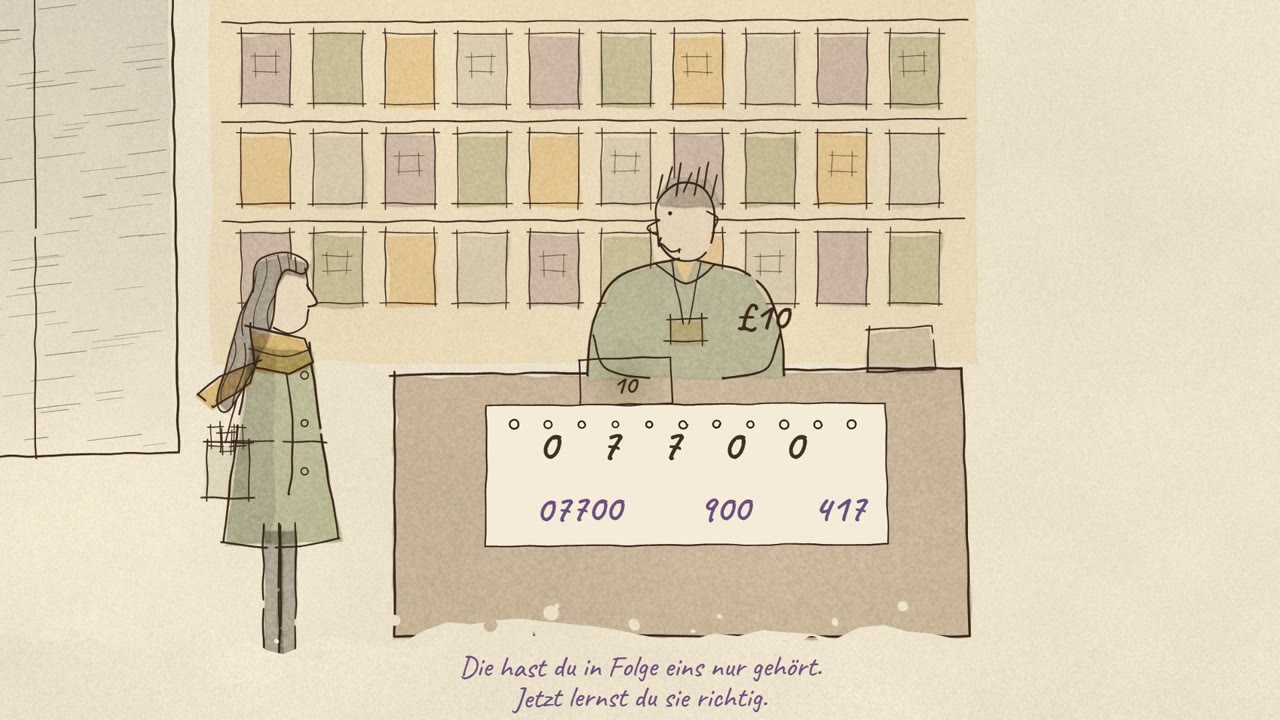 £10
10
0 7 7 0 0
07700 900 417
Die hast du in Folge eins nur gehört.
Jetzt lernst du sie richtig.